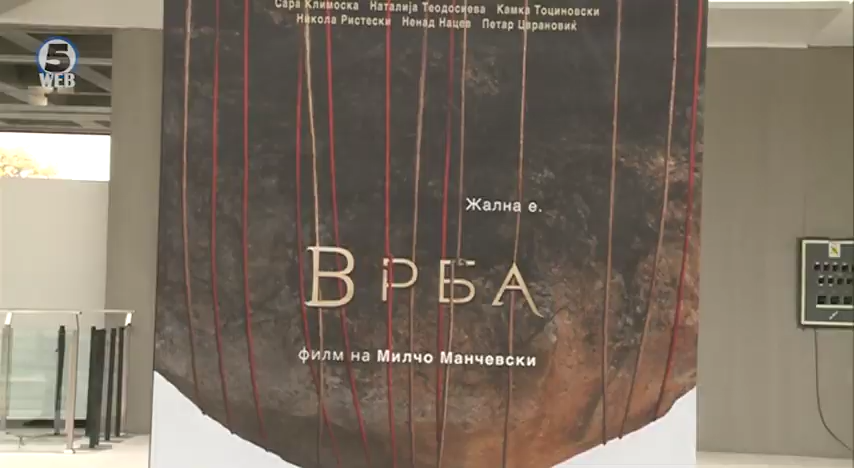 5
WEB
Сара Климоска Наталија Теодосиева Камка Тоциновски
Никола Ристески Ненад Нацев Петар Цврановиќ
Жална е.
ВРБА
филм на Милчо Манчевски